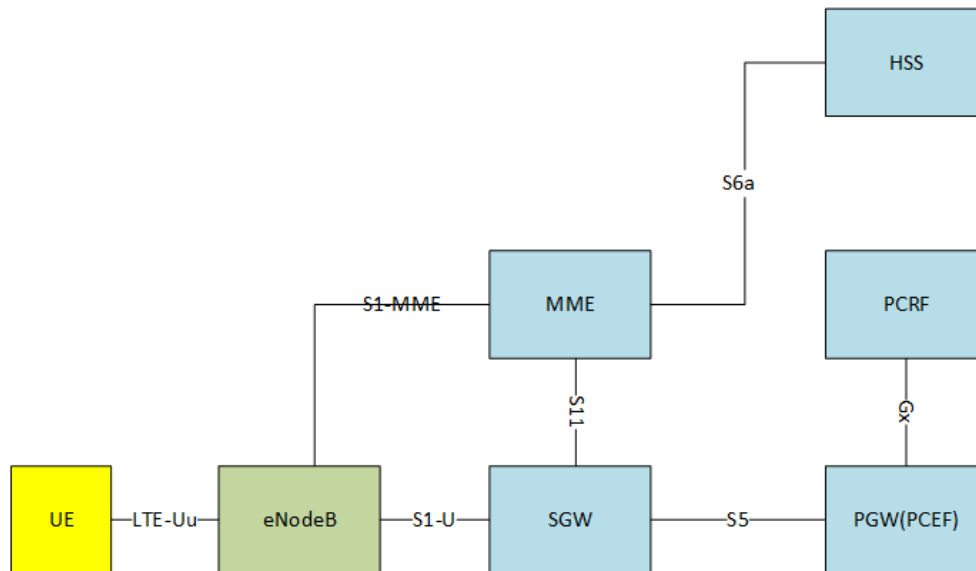 HSS
S6a
S1-MME
MME
PCRF
S11
Gx
UE
LTE-Uu
eNodeB
S1-U
SGW
S5
PGW(PCEF)